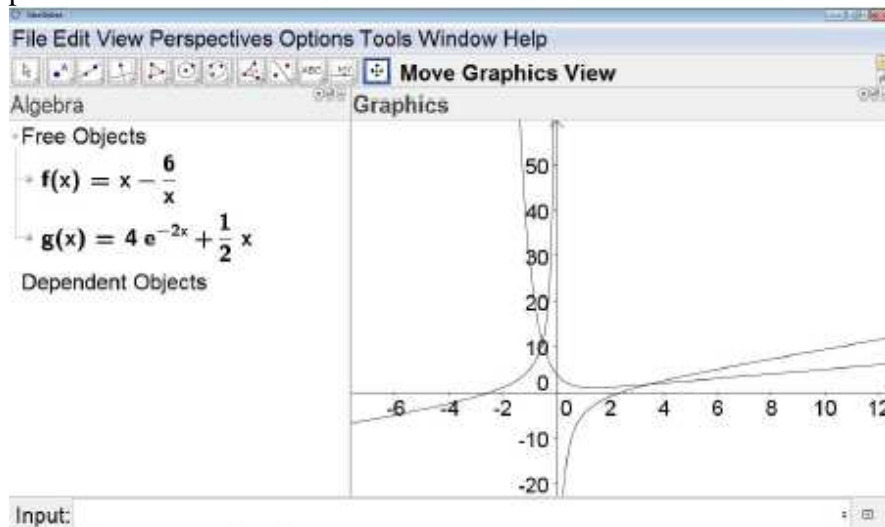 p
File Edit View Perspectives Options Tools Window Help
ABC
Move Graphics View
Algebra
Graphics
Free Objects
f(x) = x − 6/x
g(x) = 4 e^(−2x) + 1/2 x
Dependent Objects
50
40
30
20
10
0
-6 -4 -2 0 2 4 6 8 10 12
-10
-20
Input: